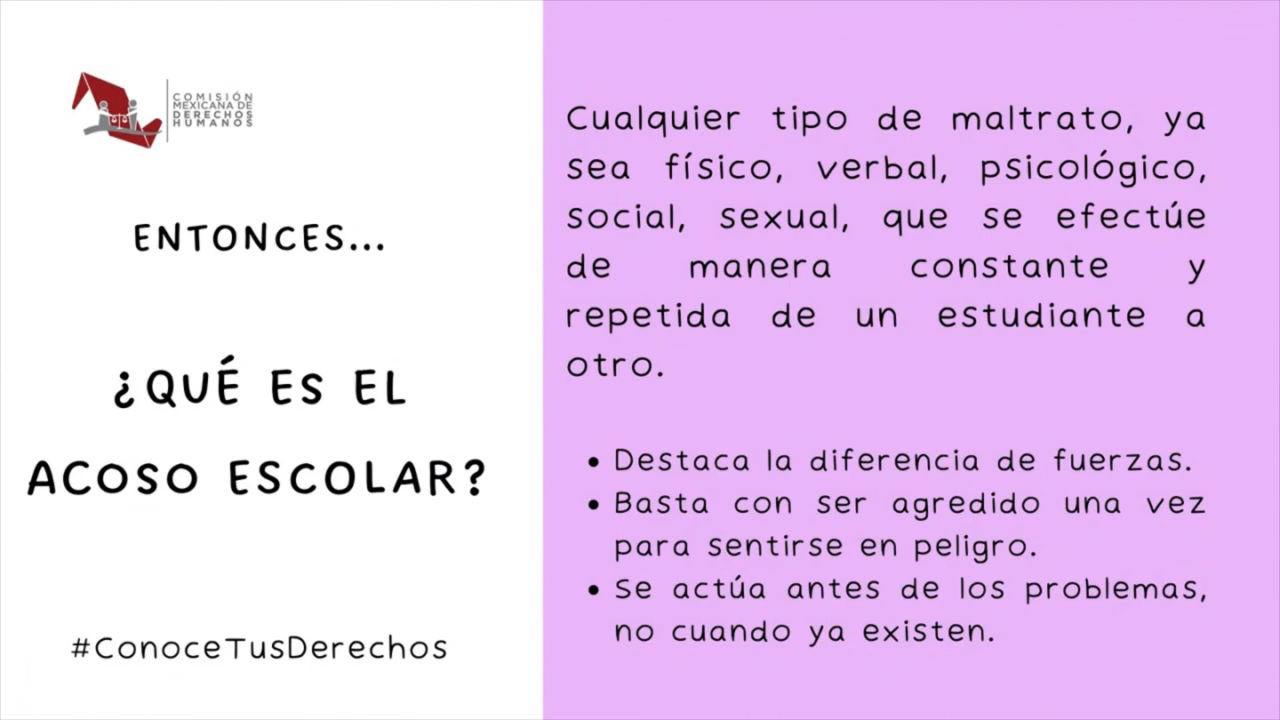 COMISIÓN
MEXICANA DE
DERECHOS
HUMANOS
ENTONCES...
¿QUÉ ES EL
ACOSO ESCOLAR?
#ConoceTusDerechos
Cualquier tipo de maltrato, ya
sea físico, verbal, psicológico,
social, sexual, que se efectúe
de manera constante y
repetida de un estudiante a
otro.
• Destaca la diferencia de fuerzas.
• Basta con ser agredido una vez
para sentirse en peligro.
• Se actúa antes de los problemas,
no cuando ya existen.